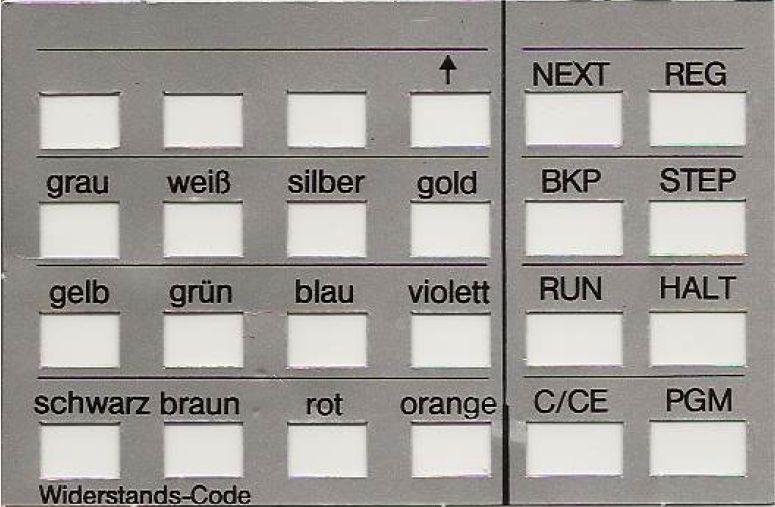 ↑ NEXT REG
grau weiß silber gold BKP STEP
gelb grün blau violett RUN HALT
schwarz braun rot orange C/CE PGM
Widerstands-Code